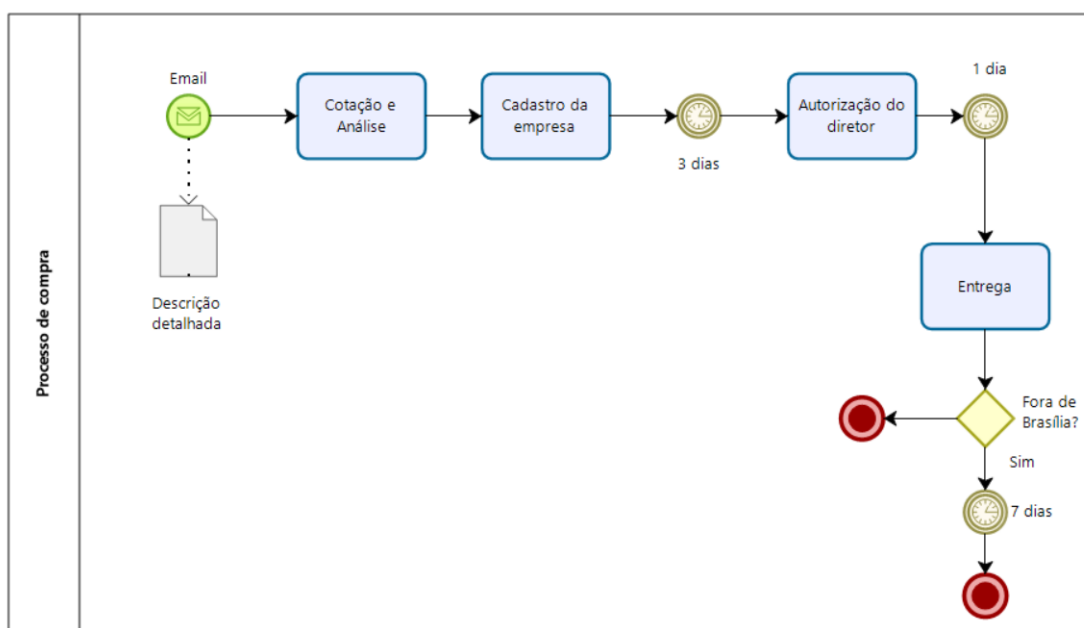 Processo de compra
Email
Cotação e
Análise
Cadastro da
empresa
3 dias
Autorização do
diretor
1 dia
Descrição
detalhada
Entrega
Fora de
Brasília?
Sim
7 dias